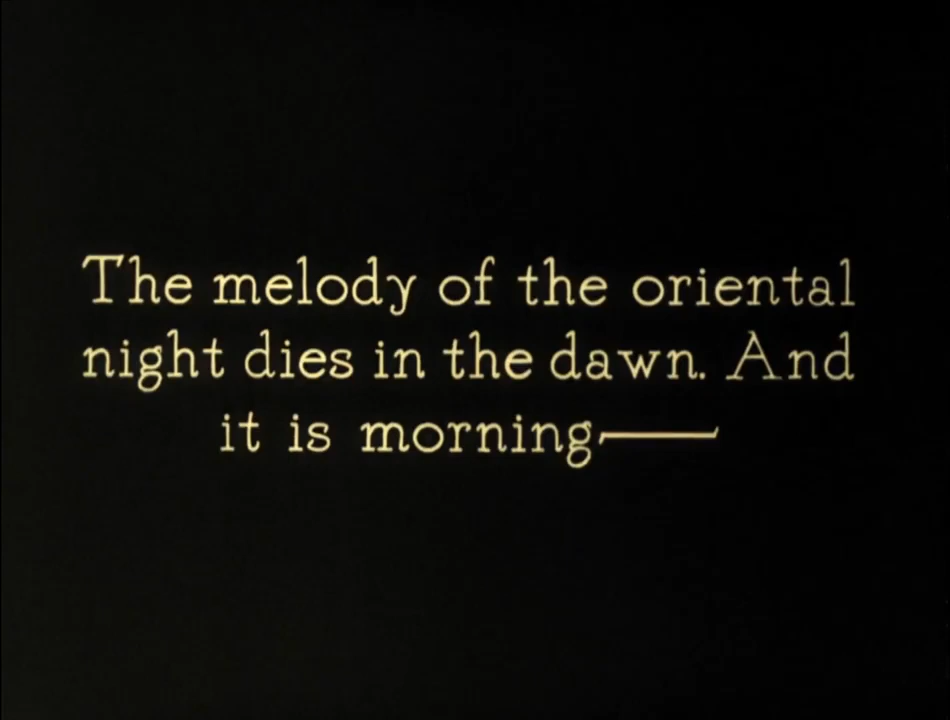 The melody of the oriental
night dies in the dawn. And
it is morning——